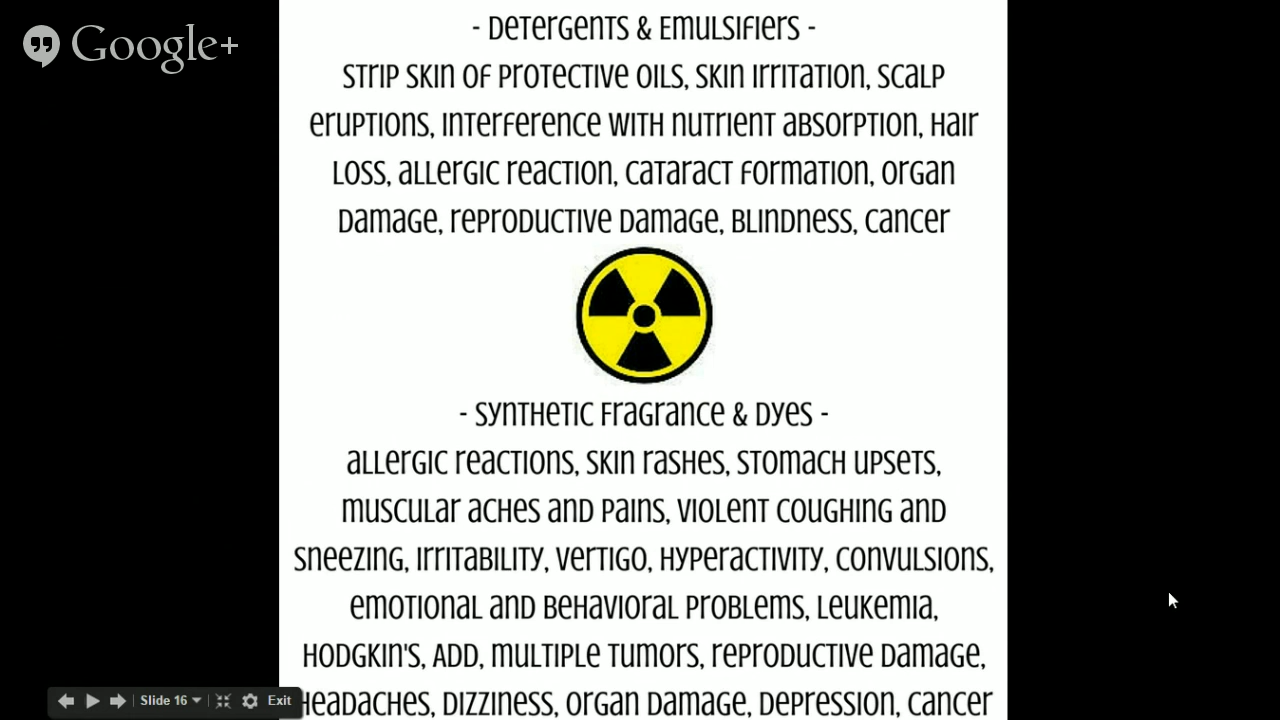 Google+
- Detergents & Emulsifiers -
Strip skin of protective oils, skin irritation, scalp
eruptions, interference with nutrient absorption, hair
loss, allergic reaction, cataract formation, organ
damage, reproductive damage, blindness, cancer
- Synthetic Fragrance & Dyes -
allergic reactions, skin rashes, stomach upsets,
muscular aches and pains, violent coughing and
sneezing, irritability, vertigo, hyperactivity, convulsions,
emotional and behavioral problems, leukemia,
Hodgkin's, ADD, multiple tumors, reproductive damage,
headaches, dizziness, organ damage, depression, cancer
Slide 16
Exit